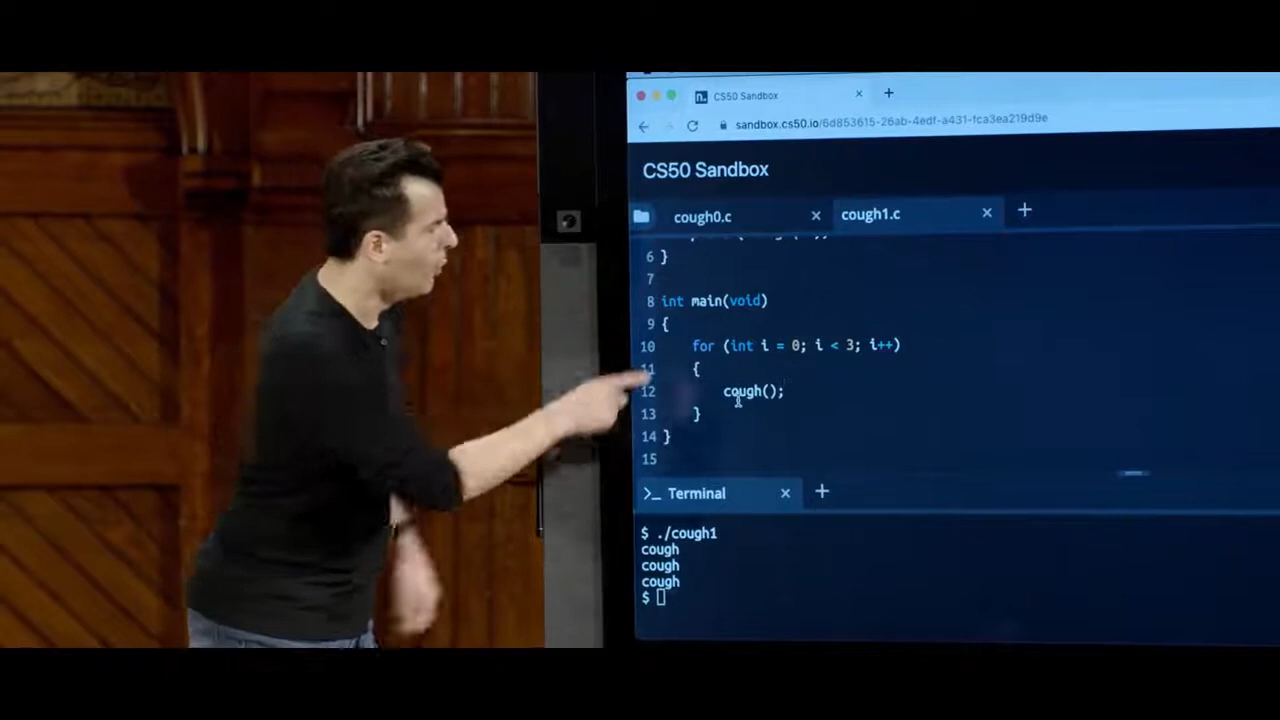 CS50 Sandbox
sandbox.cs50.io/6d853615-26ab-4edf-a431-fca3ea219d9e
CS50 Sandbox
cough0.c
cough1.c
6 }
7
8 int main(void)
9 {
10 for (int i = 0; i < 3; i++)
11 {
12 cough();
13 }
14 }
15
>_ Terminal
$ ./cough1
cough
cough
cough
$